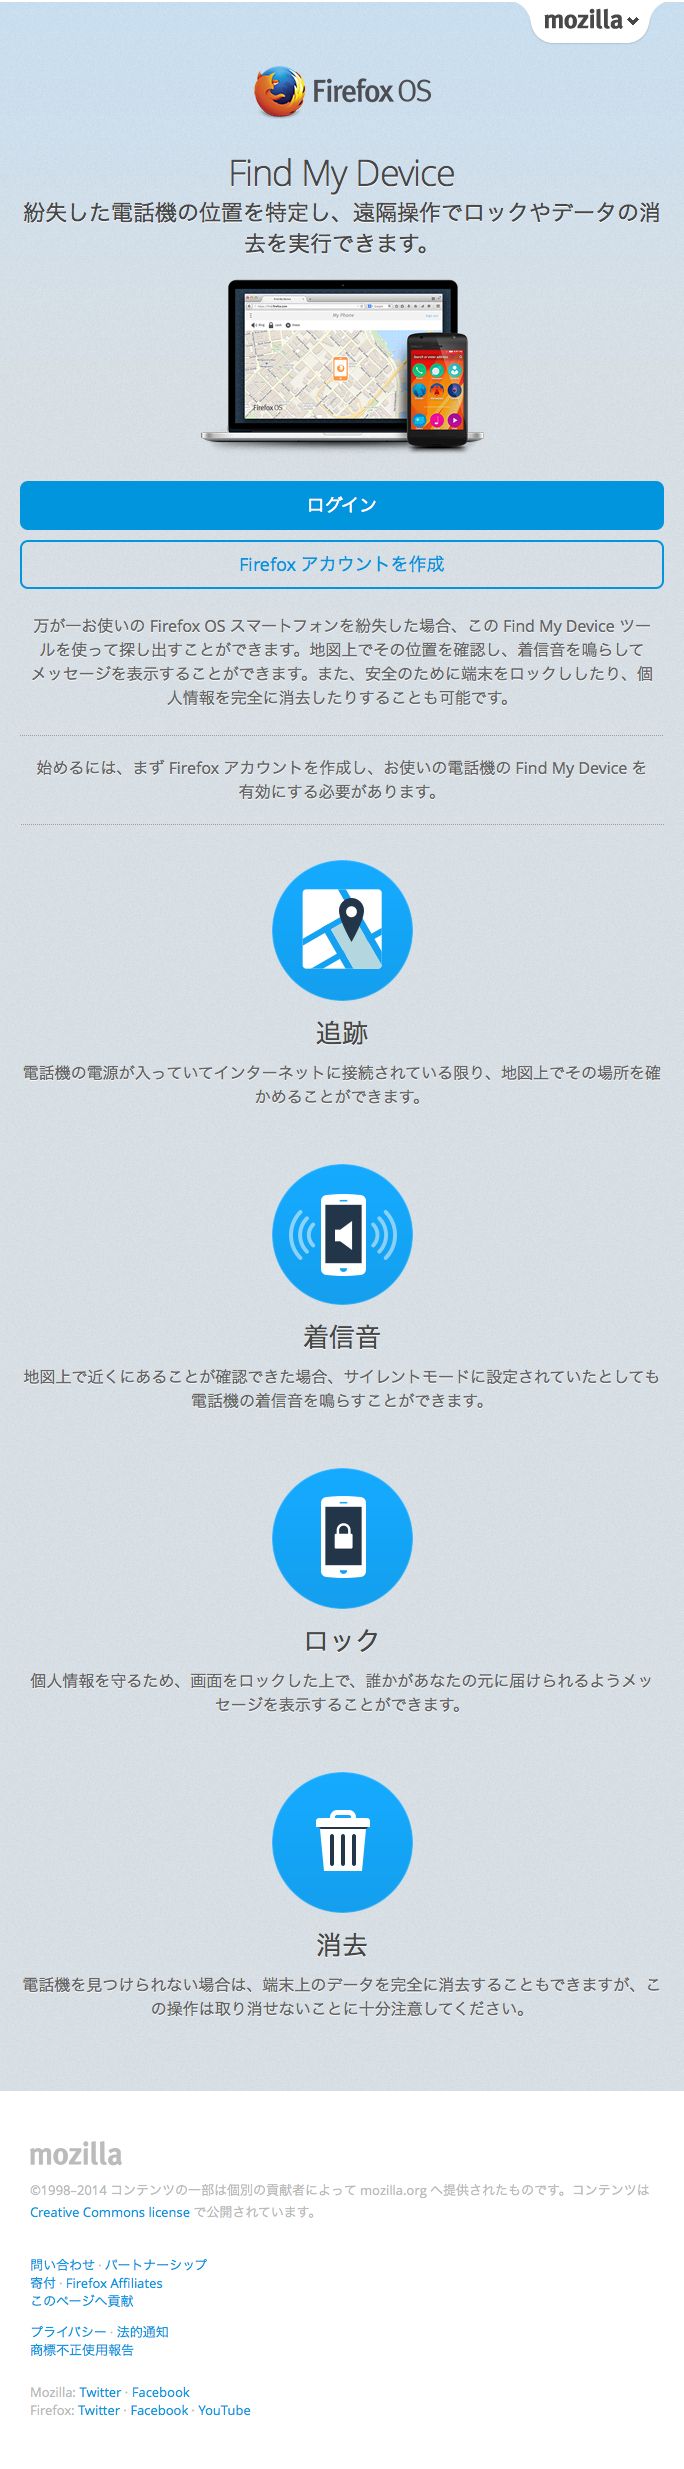 mozilla
Firefox OS
Find My Device
紛失した電話機の位置を特定し、遠隔操作でロックやデータの消
去を実行できます。
My Phone
Firefox OS
ログイン
Firefox アカウントを作成
万が一お使いの Firefox OS スマートフォンを紛失した場合、この Find My Device ツー
ルを使って探し出すことができます。地図上でその位置を確認し、着信音を鳴らして
メッセージを表示することができます。また、安全のために端末をロックししたり、個
人情報を完全に消去したりすることも可能です。
始めるには、まず Firefox アカウントを作成し、お使いの電話機の Find My Device を
有効にする必要があります。
追跡
電話機の電源が入っていてインターネットに接続されている限り、地図上でその場所を確
かめることができます。
着信音
地図上で近くにあることが確認できた場合、サイレントモードに設定されていたとしても
電話機の着信音を鳴らすことができます。
ロック
個人情報を守るため、画面をロックした上で、誰かがあなたの元に届けられるようメッ
セージを表示することができます。
消去
電話機を見つけられない場合は、端末上のデータを完全に消去することもできますが、こ
の操作は取り消せないことに十分注意してください。
mozilla
©1998–2014 コンテンツの一部は個別の貢献者によって mozilla.org へ提供されたものです。コンテンツは
Creative Commons license で公開されています。
問い合わせ · パートナーシップ
寄付 · Firefox Affiliates
このページへ貢献
プライバシー · 法的通知
商標不正使用報告
Mozilla: Twitter · Facebook
Firefox: Twitter · Facebook · YouTube